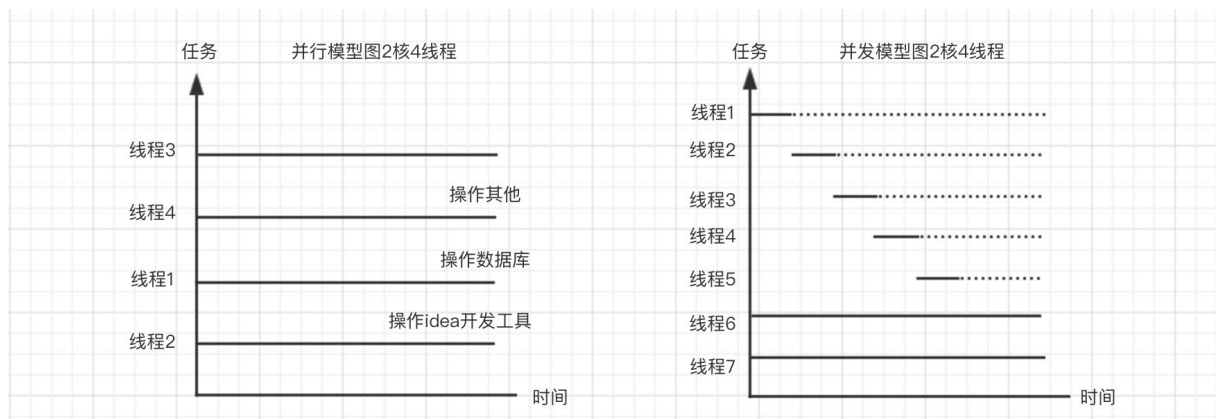 任务
并行模型图2核4线程
线程3
操作其他
线程4
操作数据库
线程1
操作idea开发工具
线程2
时间
任务
并发模型图2核4线程
线程1
线程2
线程3
线程4
线程5
线程6
线程7
时间